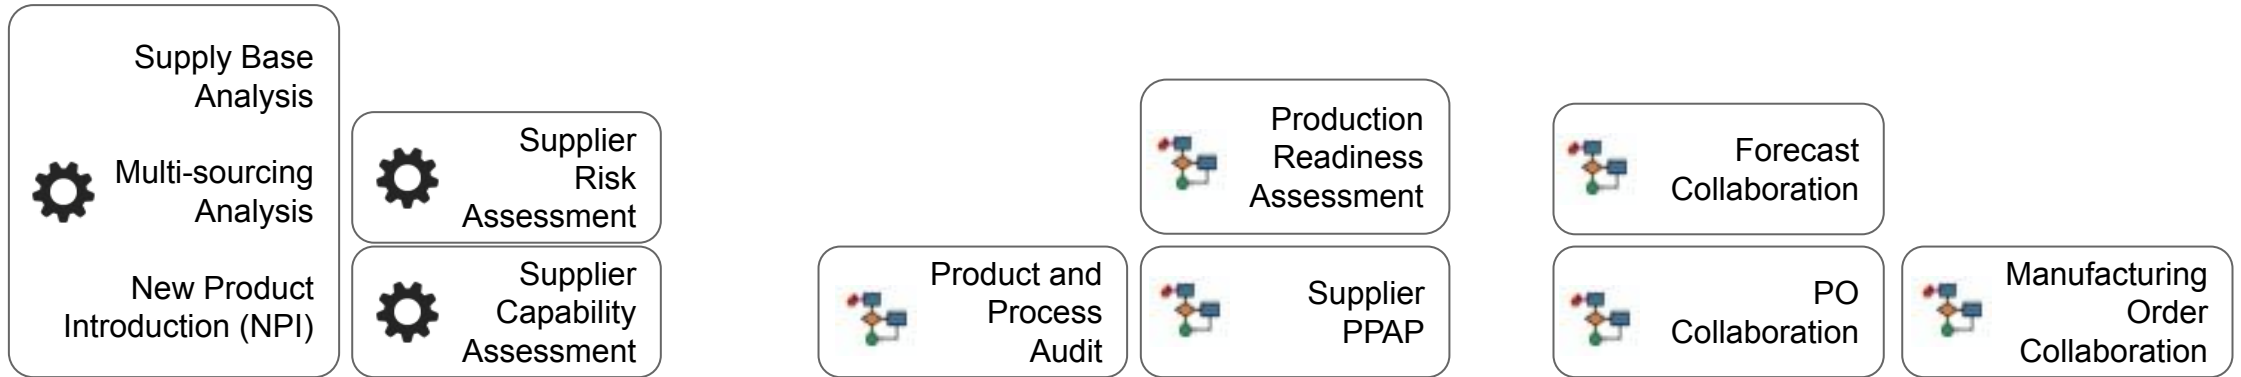 Supply Base
Analysis
Multi-sourcing
Analysis
New Product
Introduction (NPI)
Supplier
Risk
Assessment
Supplier
Capability
Assessment
Product and
Process
Audit
Production
Readiness
Assessment
Supplier
PPAP
Forecast
Collaboration
PO
Collaboration
Manufacturing
Order
Collaboration